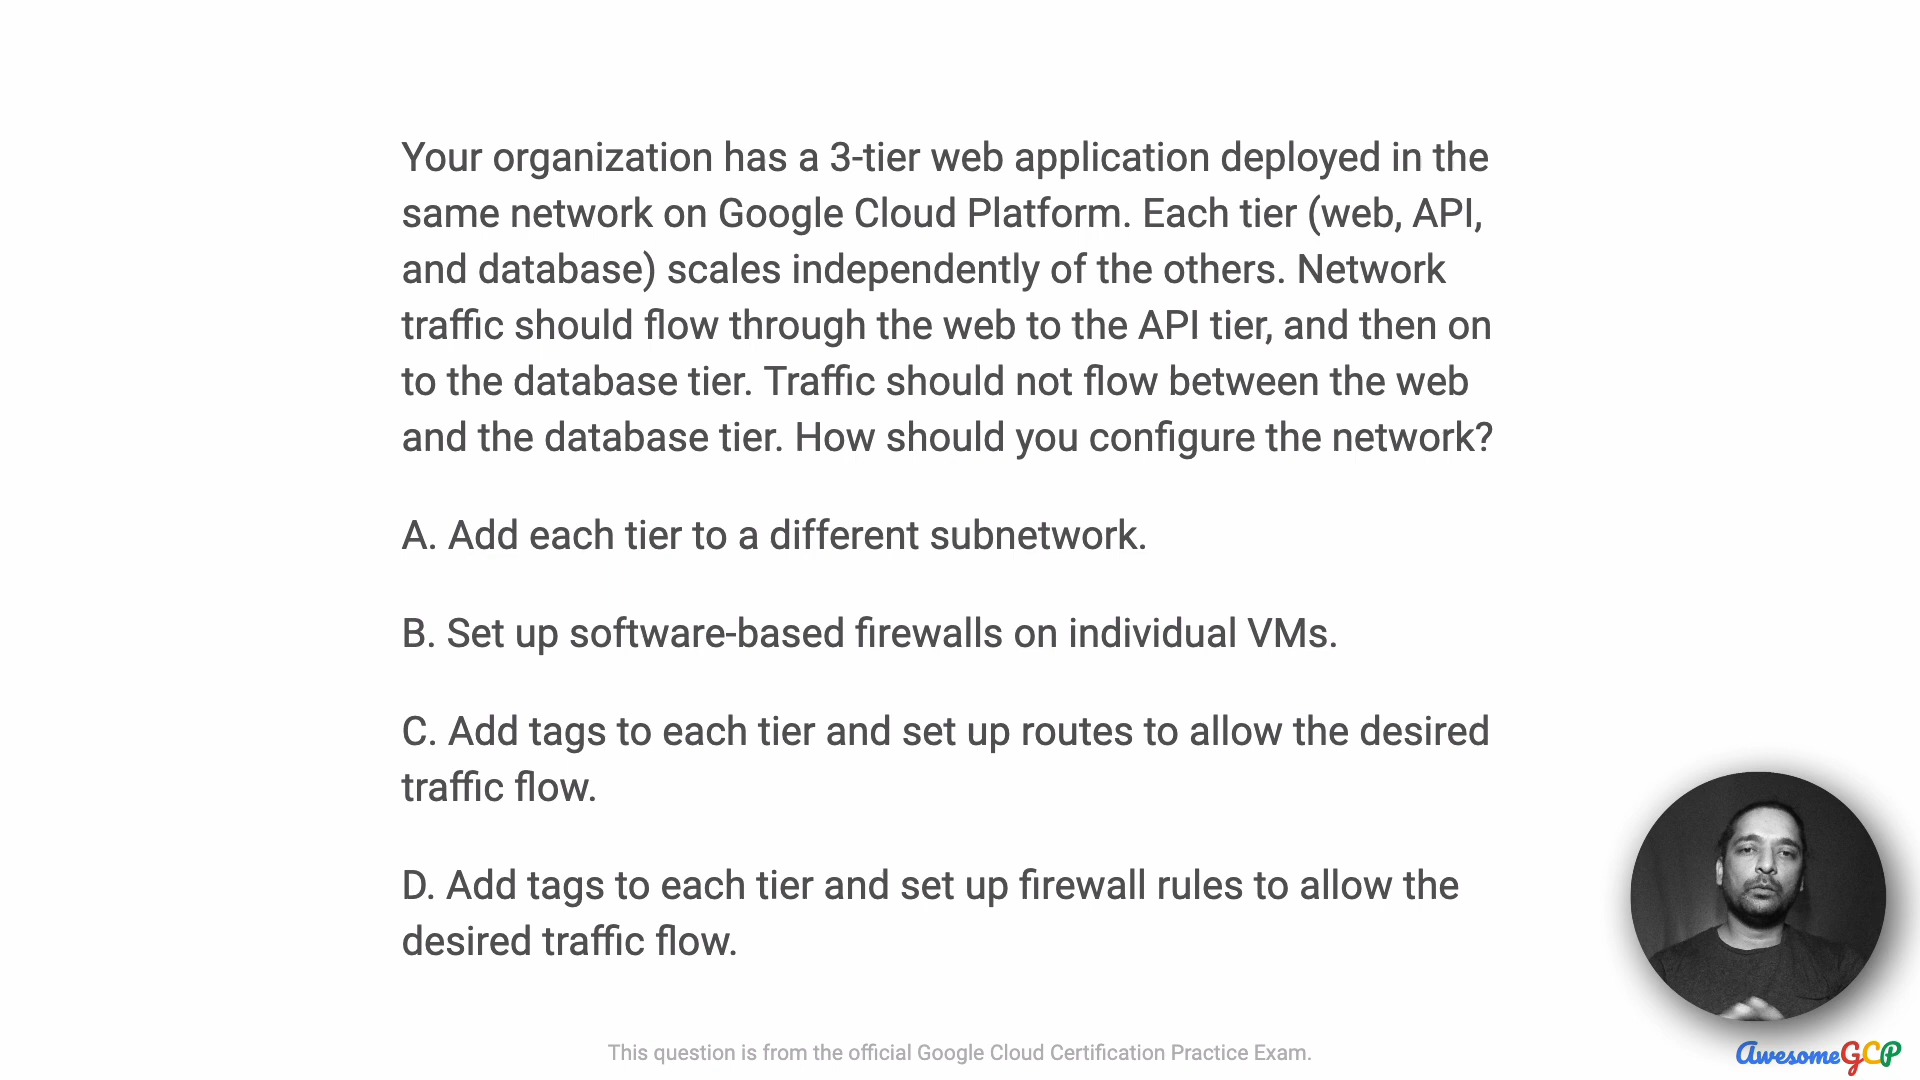 Your organization has a 3-tier web application deployed in the
same network on Google Cloud Platform. Each tier (web, API,
and database) scales independently of the others. Network
traffic should flow through the web to the API tier, and then on
to the database tier. Traffic should not flow between the web
and the database tier. How should you configure the network?
A. Add each tier to a different subnetwork.
B. Set up software-based firewalls on individual VMs.
C. Add tags to each tier and set up routes to allow the desired
traffic flow.
D. Add tags to each tier and set up firewall rules to allow the
desired traffic flow.
This question is from the official Google Cloud Certification Practice Exam.
AwesomeGCP